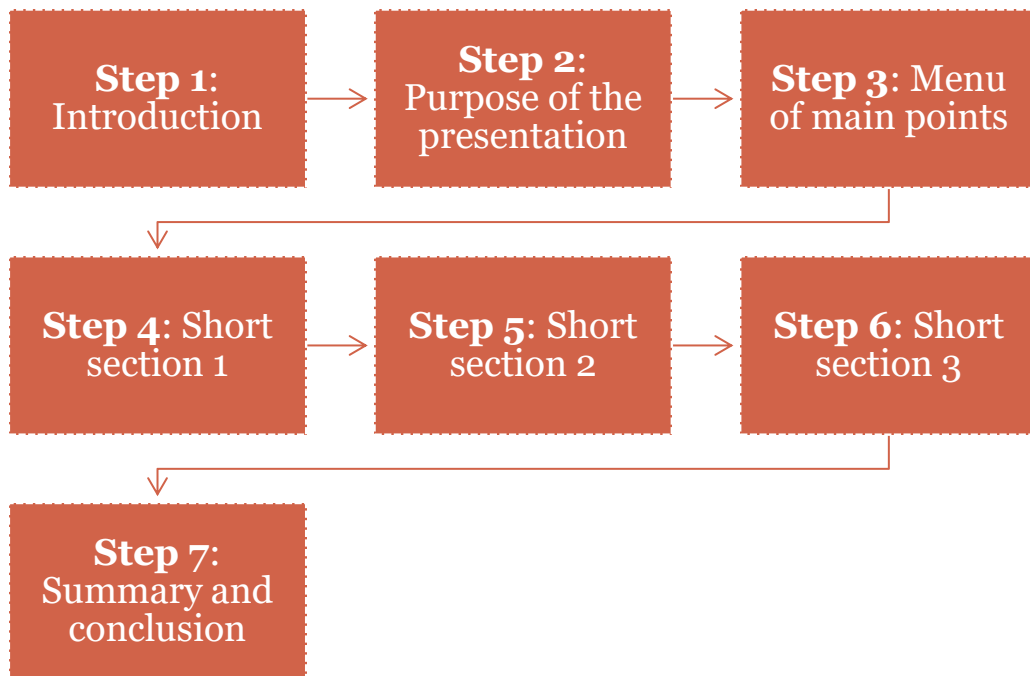 Step 1:
Introduction
Step 2:
Purpose of the
presentation
Step 3: Menu
of main points
Step 4: Short
section 1
Step 5: Short
section 2
Step 6: Short
section 3
Step 7:
Summary and
conclusion